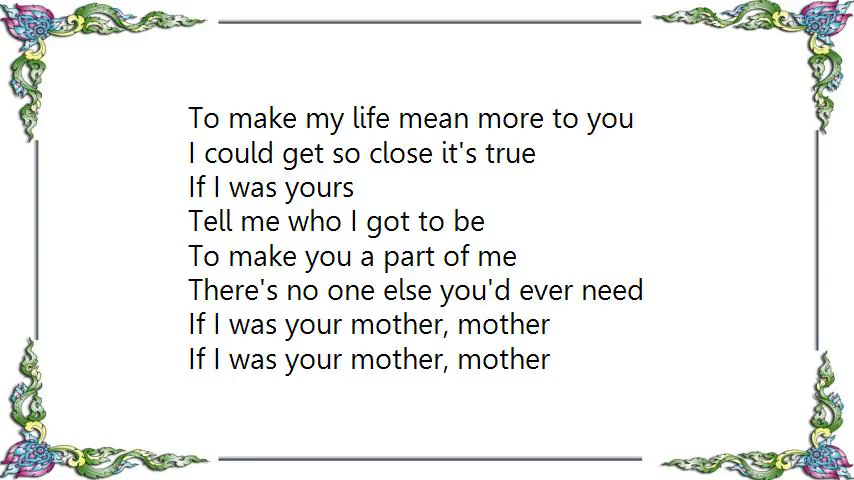 To make my life mean more to you
I could get so close it's true
If I was yours
Tell me who I got to be
To make you a part of me
There's no one else you'd ever need
If I was your mother, mother
If I was your mother, mother